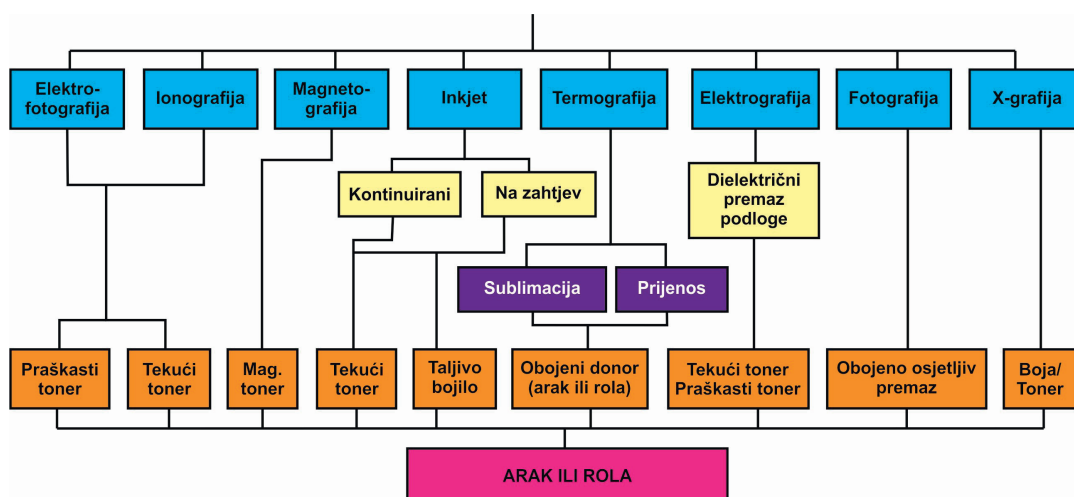 Elektro-
fotografija
Ionografija
Magneto-
grafija
Inkjet
Termografija
Elektrografija
Fotografija
X-grafija
Kontinuirani
Na zahtjev
Dielektrični
premaz
podloge
Sublimacija
Prijenos
Praškasti
toner
Tekući
toner
Mag.
toner
Tekući
toner
Taljivo
bojilo
Obojeni donor
(arak ili rola)
Tekući toner
Praškasti toner
Obojeno osjetljiv
premaz
Boja/
Toner
ARAK ILI ROLA